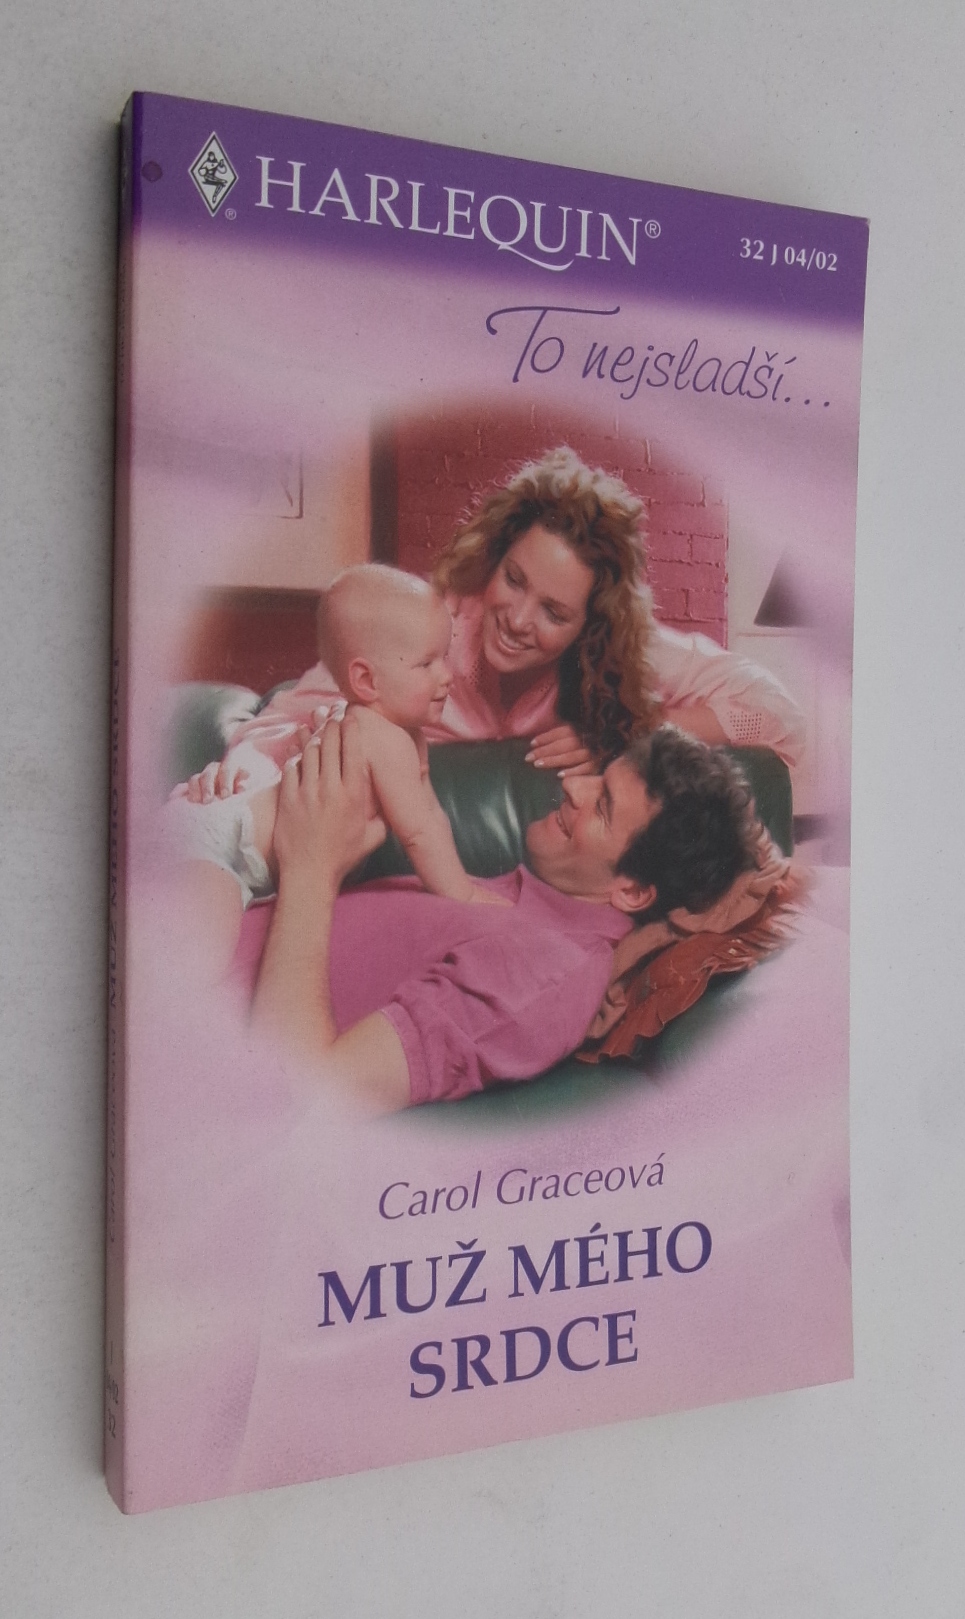 HARLEQUIN®
32 J 04/02
To nejsladší...
Carol Graceová
MUŽ MÉHO
SRDCE